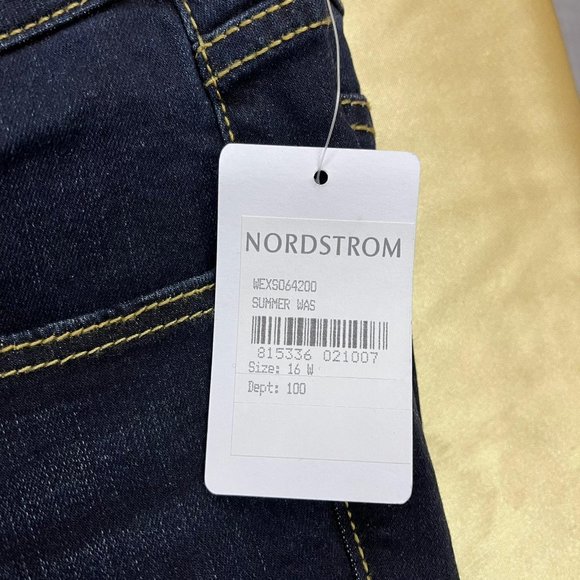 NORDSTROM
WEXS064200
SUMMER WAS
815336 021007
Size: 16 W
Dept: 100